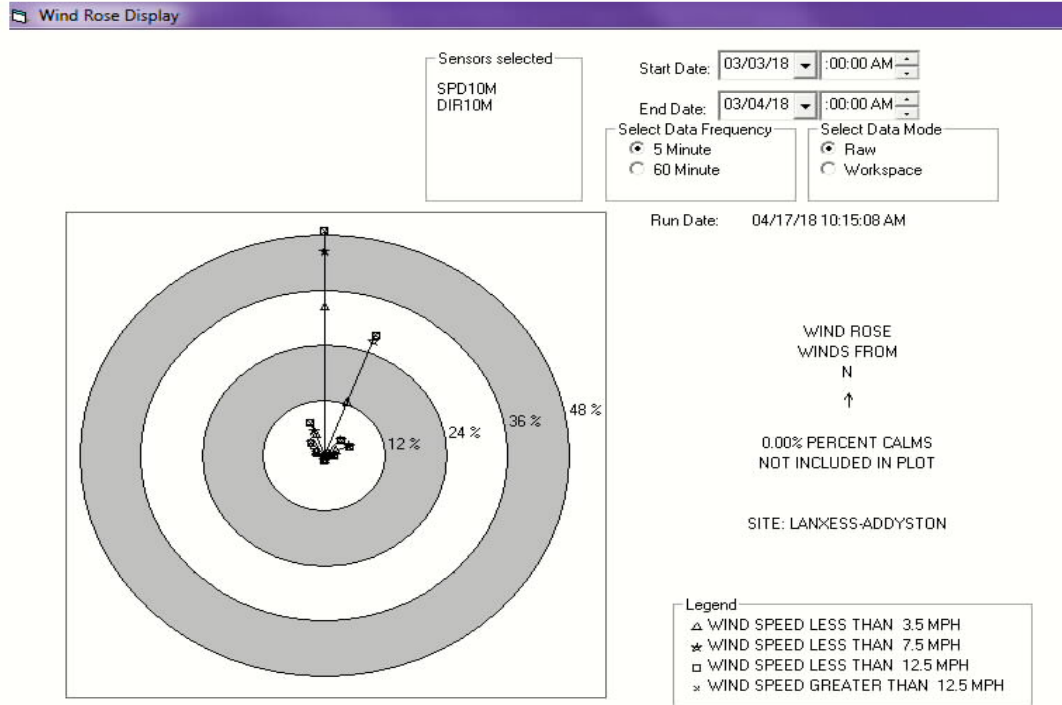 Wind Rose Display
Sensors selected
SPD10M
DIR10M
Start Date: 03/03/18 :00:00 AM
End Date: 03/04/18 :00:00 AM
Select Data Frequency
5 Minute
60 Minute
Select Data Mode
Raw
Workspace
Run Date: 04/17/18 10:15:08 AM
12 %
24 %
36 %
48 %
WIND ROSE
WINDS FROM
N
0.00% PERCENT CALMS
NOT INCLUDED IN PLOT
SITE: LANXESS-ADDYSTON
Legend
WIND SPEED LESS THAN 3.5 MPH
WIND SPEED LESS THAN 7.5 MPH
WIND SPEED LESS THAN 12.5 MPH
WIND SPEED GREATER THAN 12.5 MPH